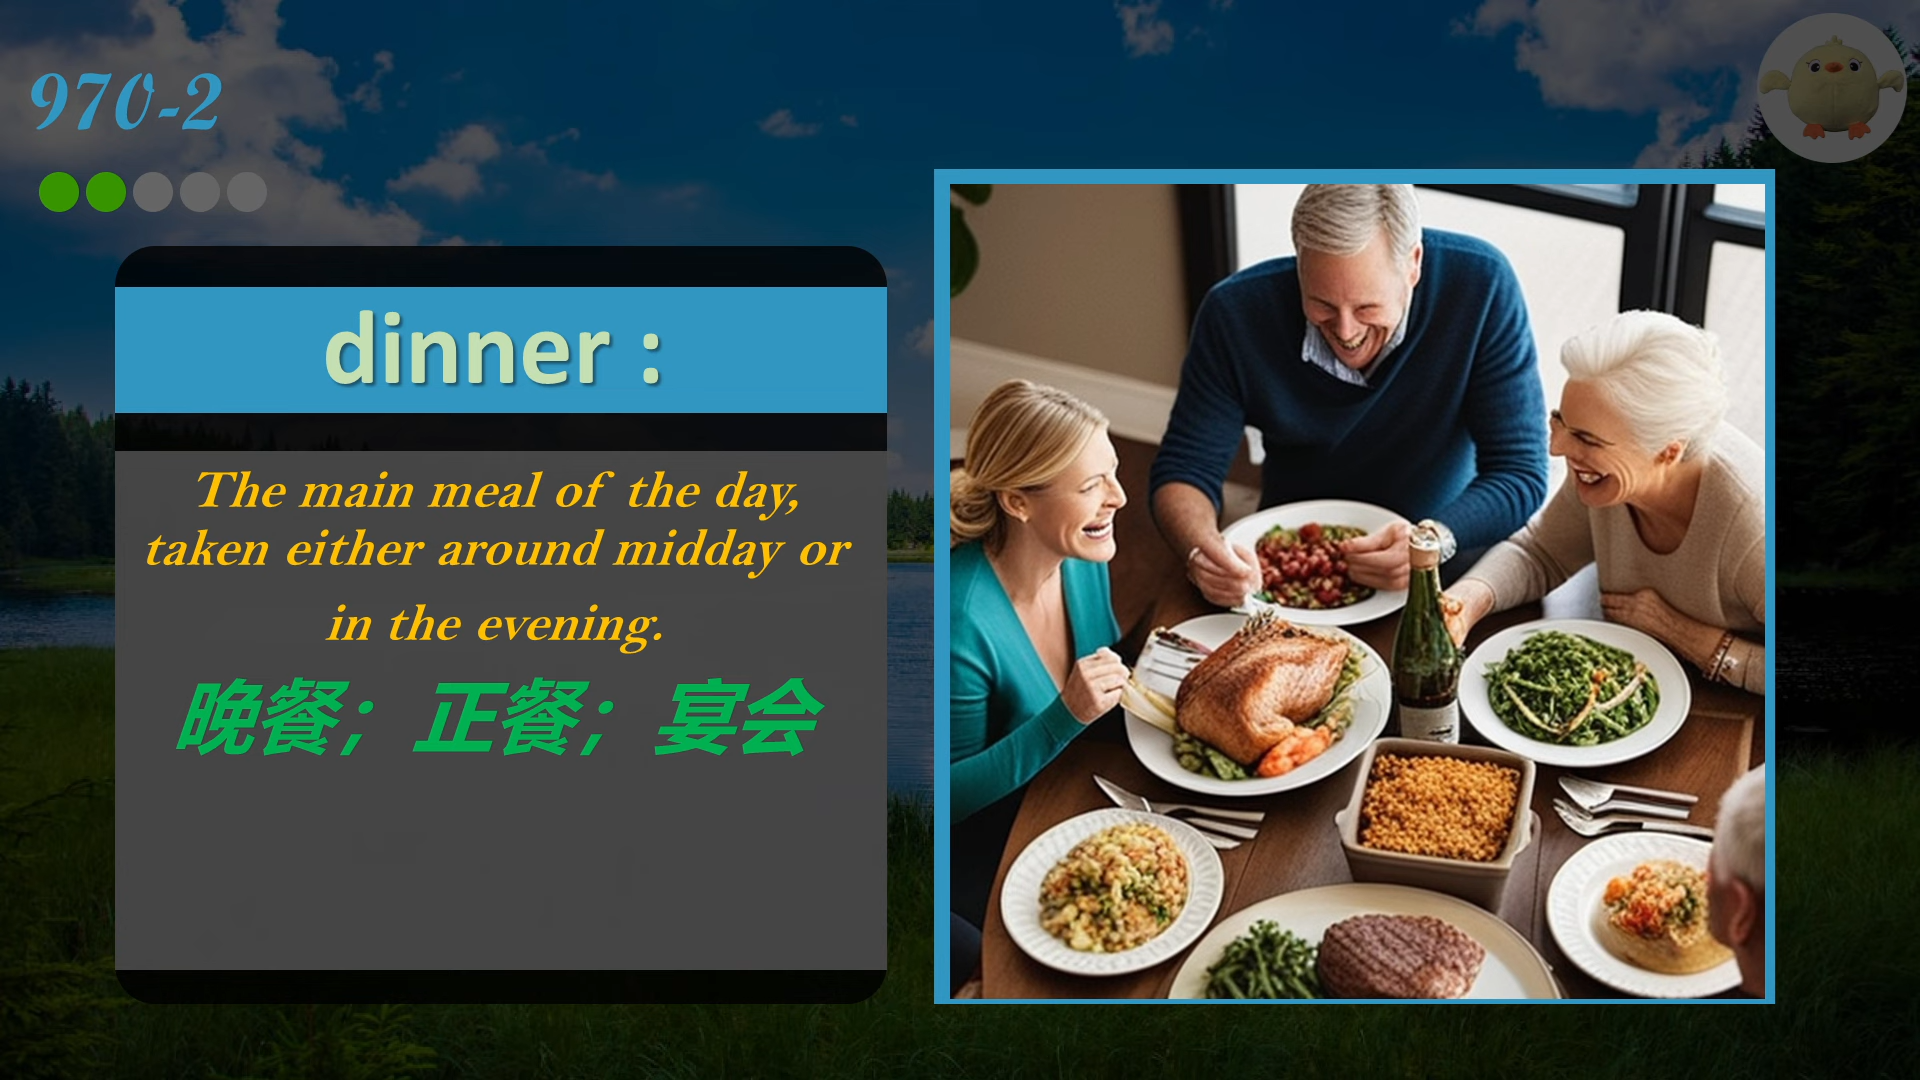 970-2
dinner :
The main meal of the day,
taken either around midday or
in the evening.
晚餐；正餐；宴会